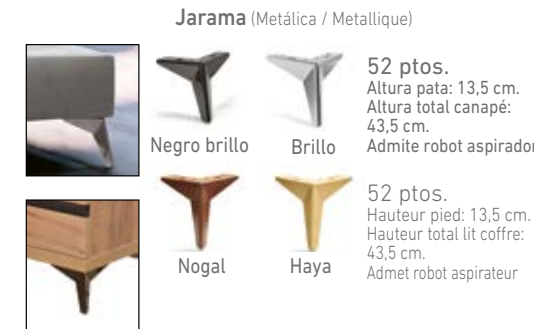 Jarama (Metálica / Metallique)
Negro brillo
Brillo
52 ptos.
Altura pata: 13,5 cm.
Altura total canapé:
43,5 cm.
Admite robot aspirador
Nogal
Haya
52 ptos.
Hauteur pied: 13,5 cm.
Hauteur total lit coffre:
43,5 cm.
Admet robot aspirateur